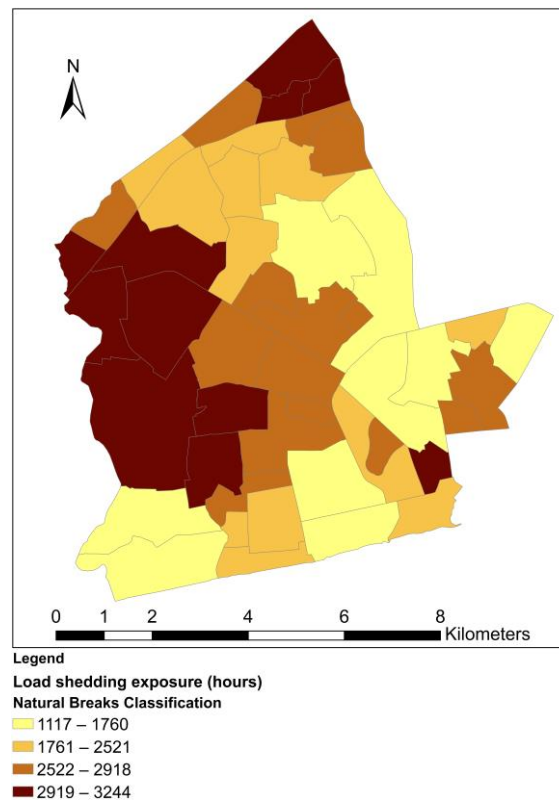 N
0 1 2 4 6 8
Kilometers
Legend
Load shedding exposure (hours)
Natural Breaks Classification
1117 – 1760
1761 – 2521
2522 – 2918
2919 – 3244